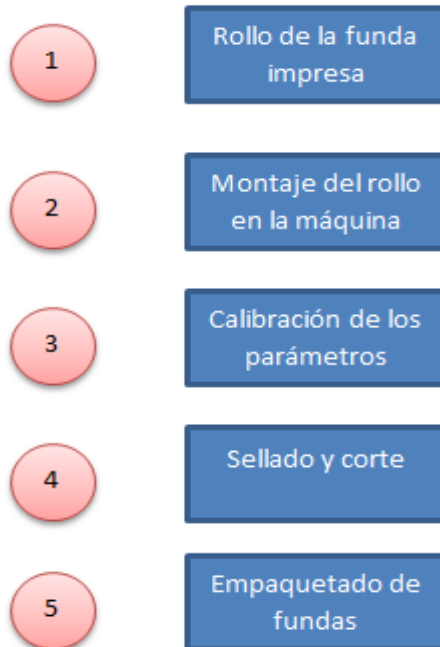 1
Rollo de la funda
impresa
2
Montaje del rollo
en la máquina
3
Calibración de los
parámetros
4
Sellado y corte
5
Empaquetado de
fundas